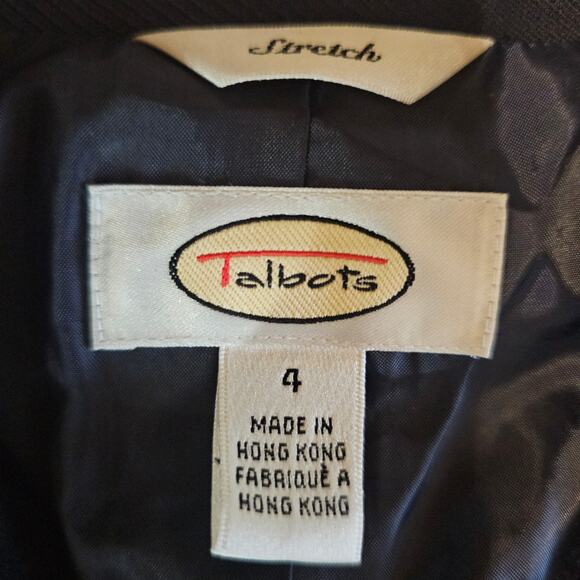 Stretch
Talbots
4
MADE IN
HONG KONG
FABRIQUÈ A
HONG KONG